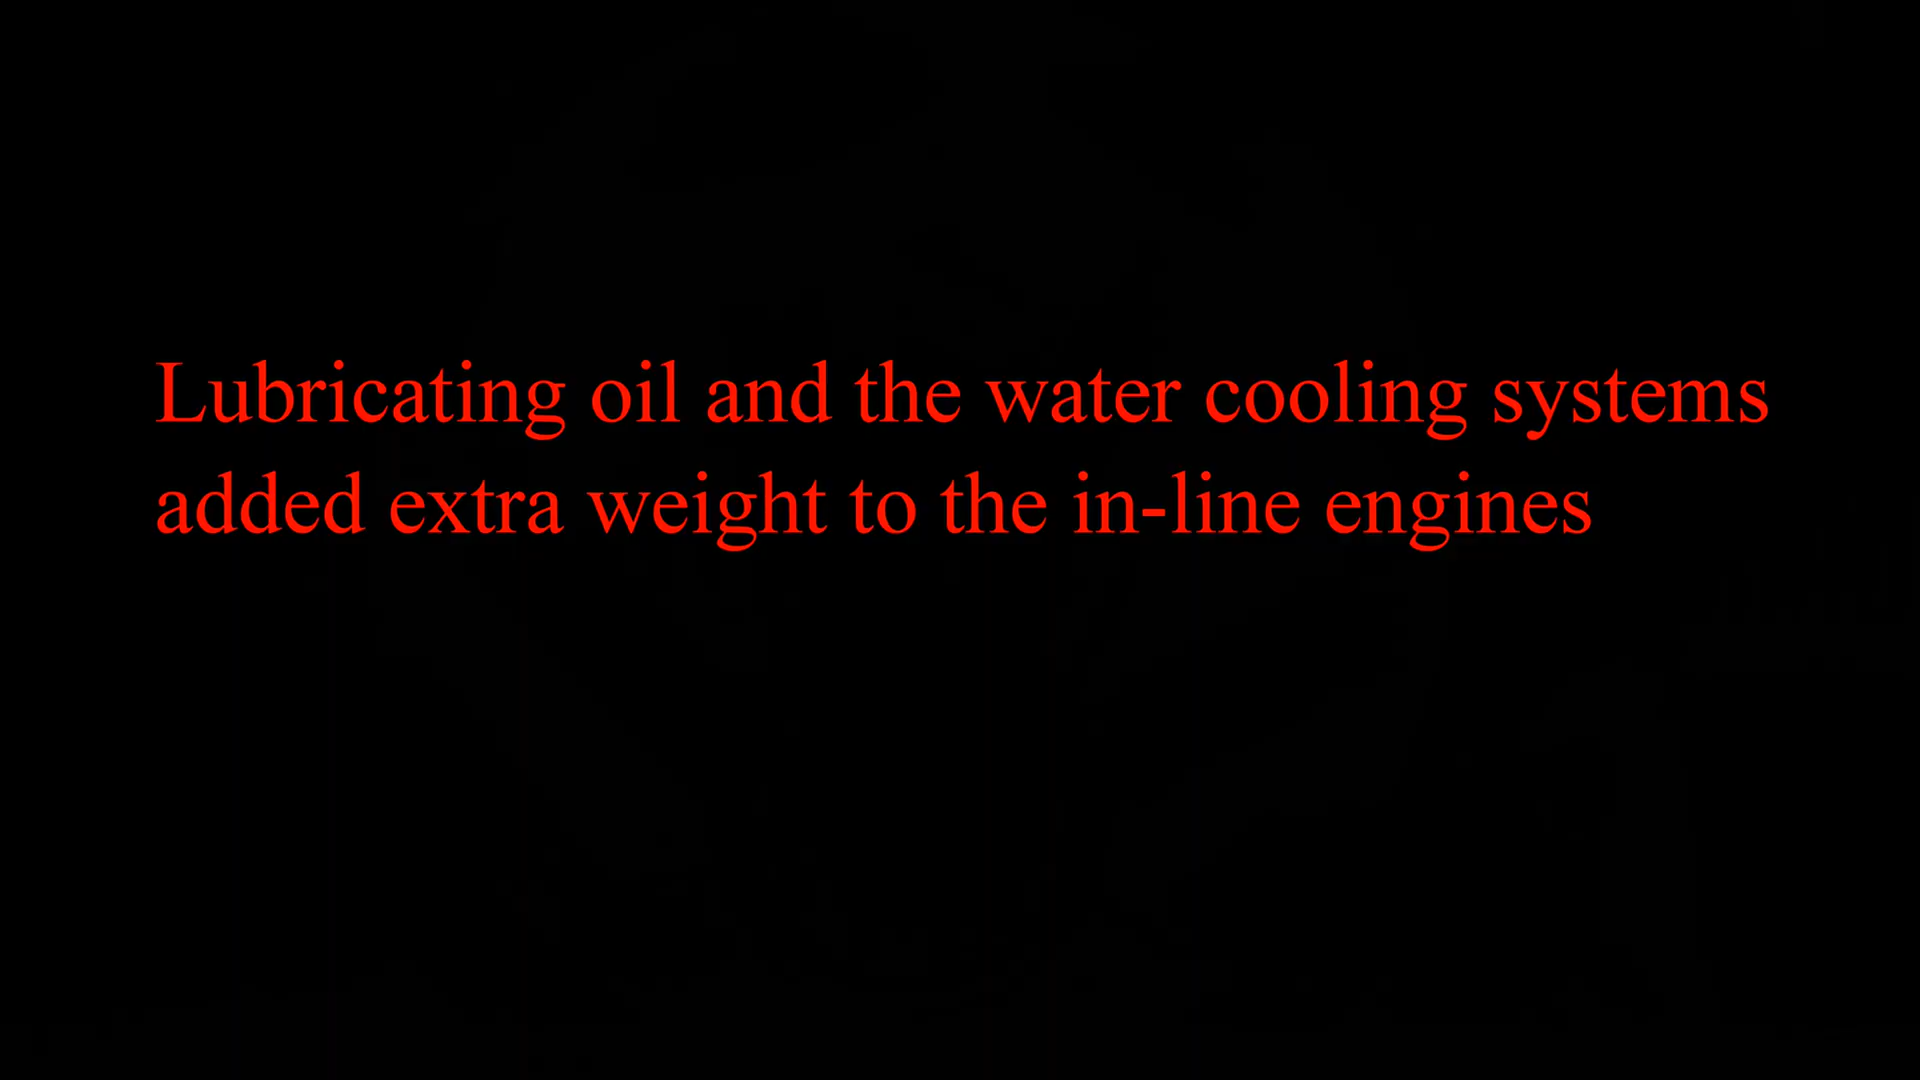 Lubricating oil and the water cooling systems
added extra weight to the in-line engines